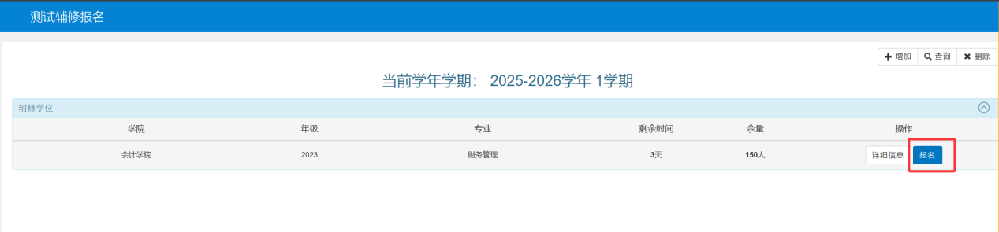 测试辅修报名
增加 查询 删除
当前学年学期： 2025-2026学年 1学期
辅修学位
学院 年级 专业 剩余时间 余量 操作
会计学院 2023 财务管理 3天 150人 详细信息 报名